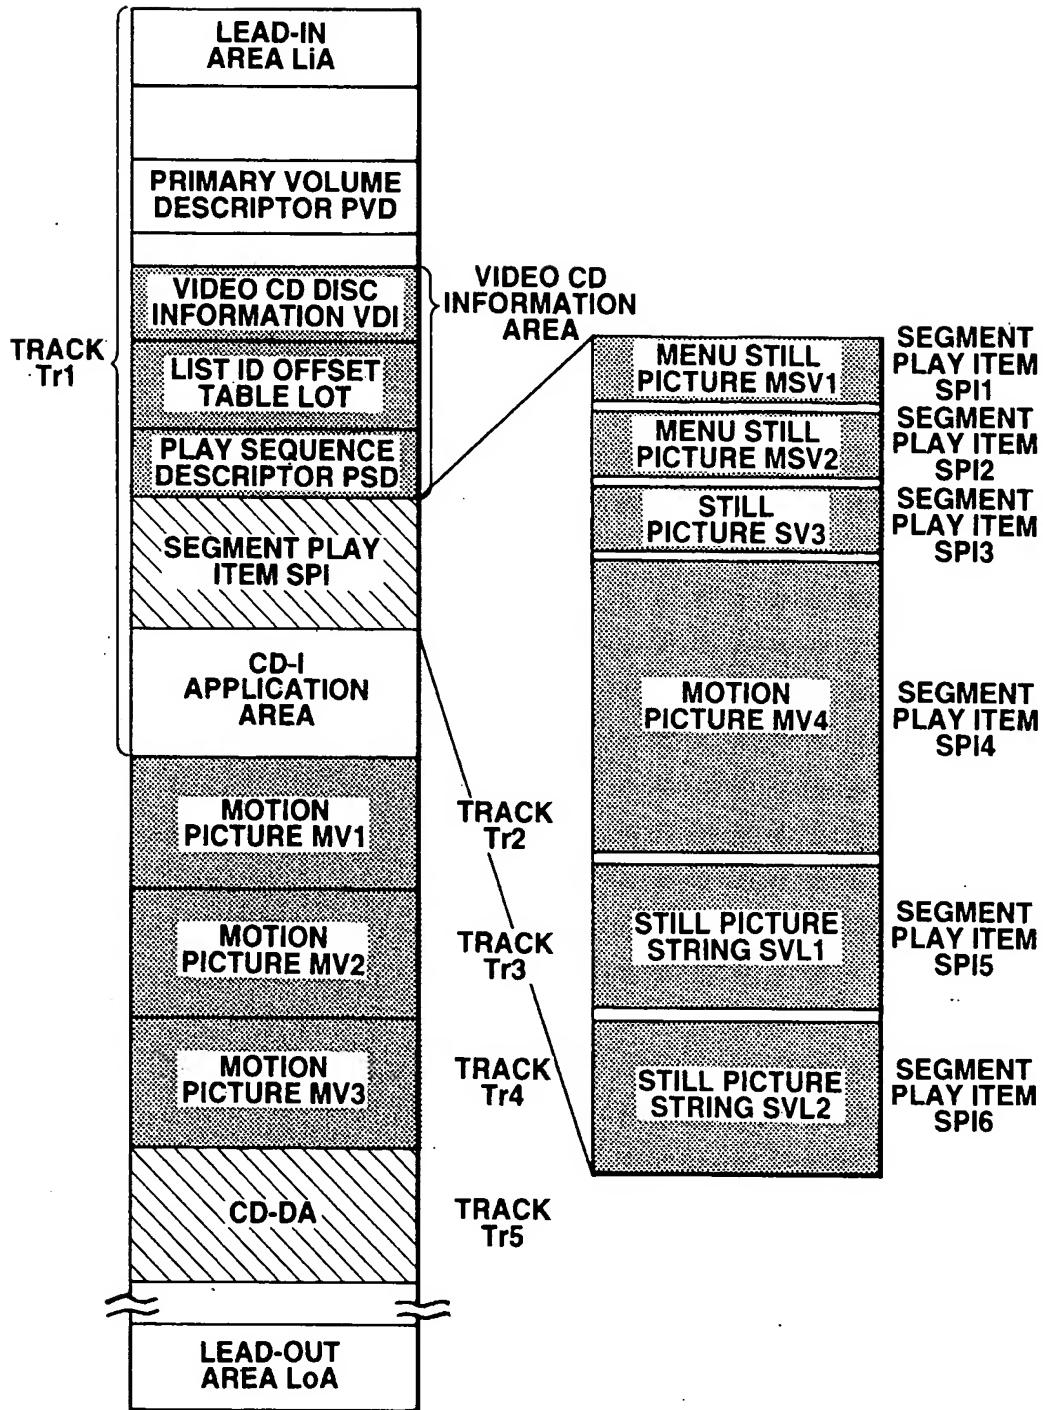 LEAD-IN
AREA LiA
PRIMARY VOLUME
DESCRIPTOR PVD
VIDEO CD DISC
INFORMATION VDI
LIST ID OFFSET
TABLE LOT
PLAY SEQUENCE
DESCRIPTOR PSD
VIDEO CD
INFORMATION
AREA
TRACK
Tr1
SEGMENT PLAY
ITEM SPI
CD-I
APPLICATION
AREA
MOTION
PICTURE MV1
TRACK
Tr2
MOTION
PICTURE MV2
TRACK
Tr3
MOTION
PICTURE MV3
TRACK
Tr4
CD-DA
TRACK
Tr5
LEAD-OUT
AREA LoA
MENU STILL
PICTURE MSV1
SEGMENT
PLAY ITEM
SPI1
MENU STILL
PICTURE MSV2
SEGMENT
PLAY ITEM
SPI2
STILL
PICTURE SV3
SEGMENT
PLAY ITEM
SPI3
MOTION
PICTURE MV4
SEGMENT
PLAY ITEM
SPI4
STILL PICTURE
STRING SVL1
SEGMENT
PLAY ITEM
SPI5
STILL PICTURE
STRING SVL2
SEGMENT
PLAY ITEM
SPI6